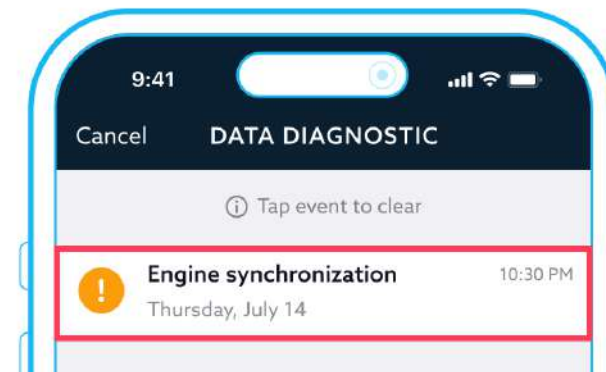 9:41
Cancel DATA DIAGNOSTIC
Tap event to clear
Engine synchronization 10:30 PM
Thursday, July 14